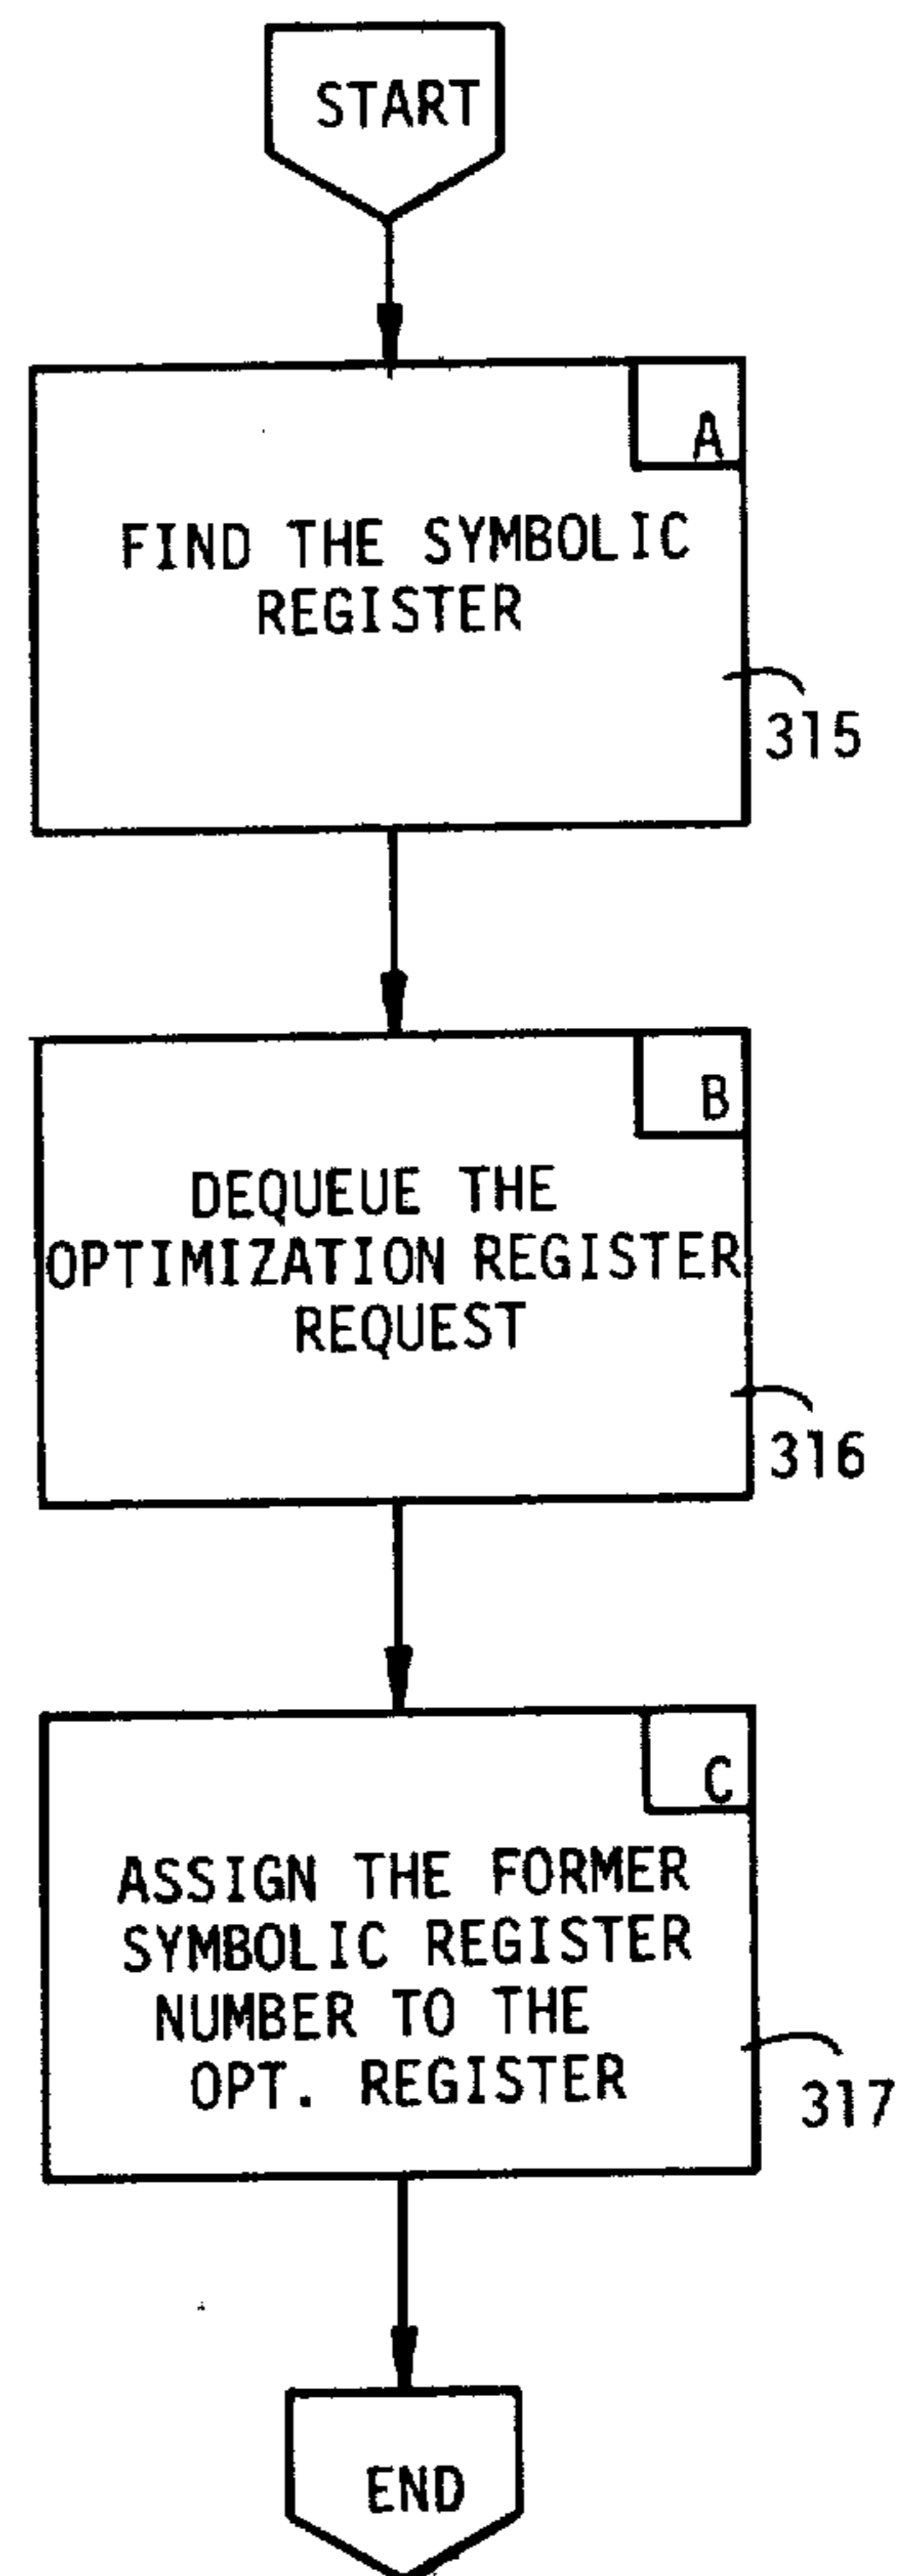 START
A
FIND THE SYMBOLIC
REGISTER
315
B
DEQUEUE THE
OPTIMIZATION REGISTER
REQUEST
316
C
ASSIGN THE FORMER
SYMBOLIC REGISTER
NUMBER TO THE
OPT. REGISTER
317
END